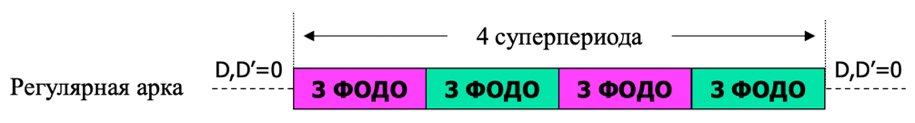 4 суперпериода
D,D′=0
D,D′=0
Регулярная арка
3 ФОДО 3 ФОДО 3 ФОДО 3 ФОДО